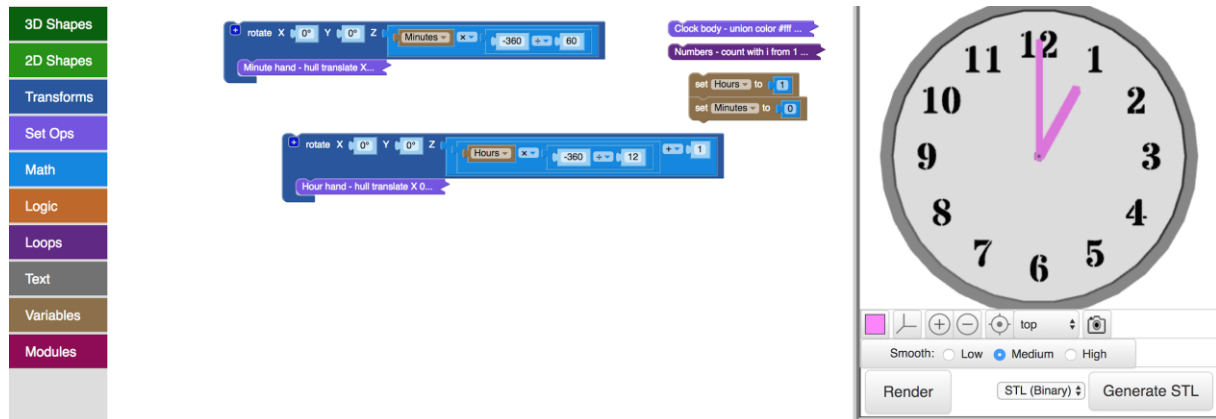 3D Shapes
2D Shapes
Transforms
Set Ops
Math
Logic
Loops
Text
Variables
Modules
+ rotate X 0° Y 0° Z Minutes × -360 ÷ 60
Minute hand - hull translate X...
+ rotate X 0° Y 0° Z Hours × -360 ÷ 12 + 1
Hour hand - hull translate X 0...
Clock body - union color #fff ...
Numbers - count with i from 1 ...
set Hours to 1
set Minutes to 0
12
1
2
3
4
5
6
7
8
9
10
11
top
Smooth: Low Medium High
Render STL (Binary) Generate STL